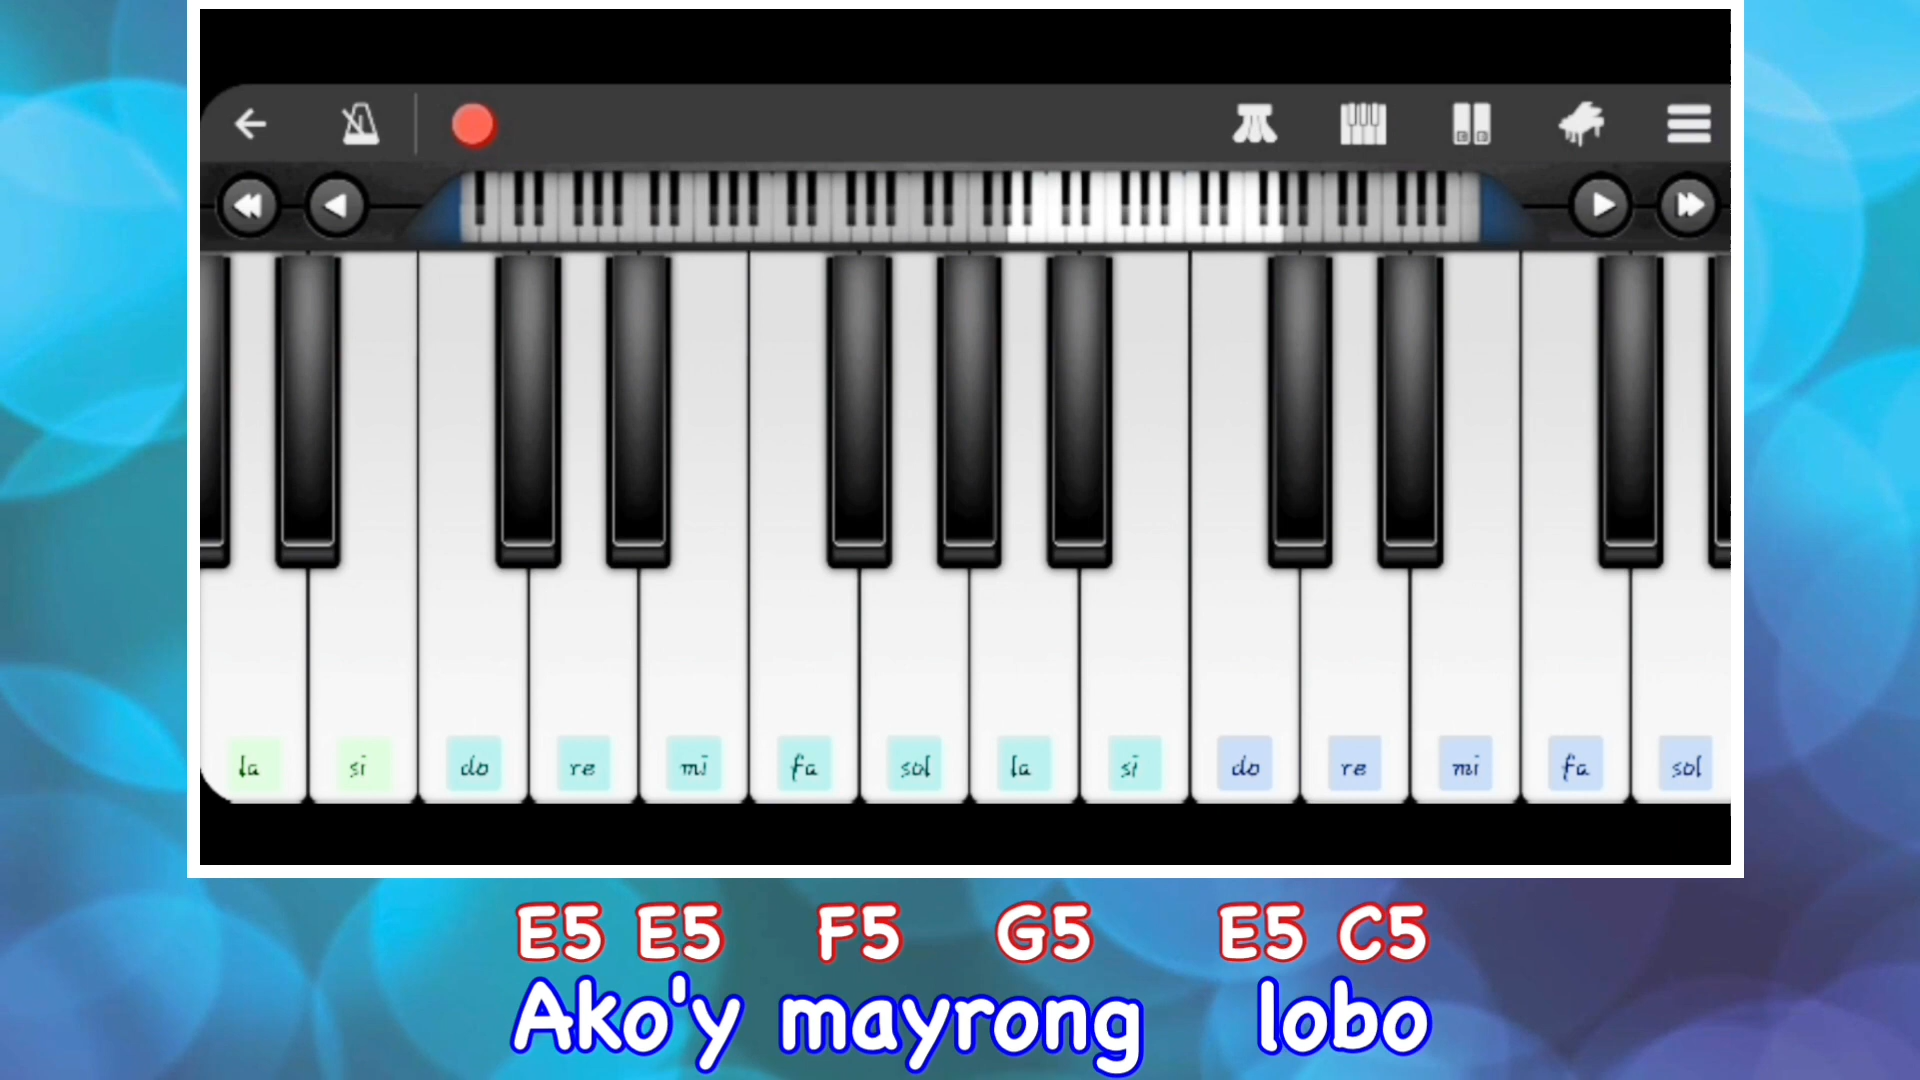 la si do re mi fa sol la si do re mi fa sol
E5 E5 F5 G5 E5 C5
Ako'y mayrong lobo